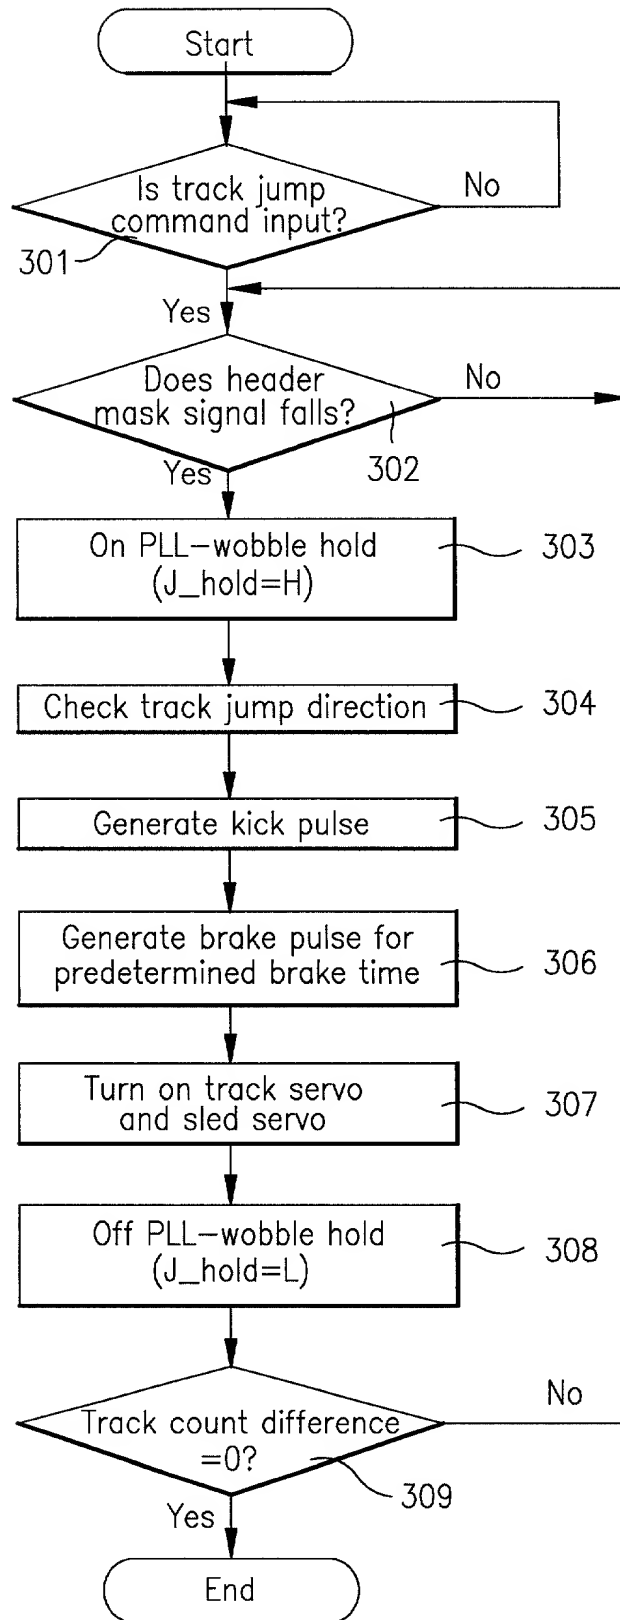 Start
Is track jump
command input?
No
301
Yes
Does header
mask signal falls?
No
302
Yes
On PLL-wobble hold
(J_hold=H)
303
Check track jump direction
304
Generate kick pulse
305
Generate brake pulse for
predetermined brake time
306
Turn on track servo
and sled servo
307
Off PLL-wobble hold
(J_hold=L)
308
No
Track count difference
=0?
309
Yes
End